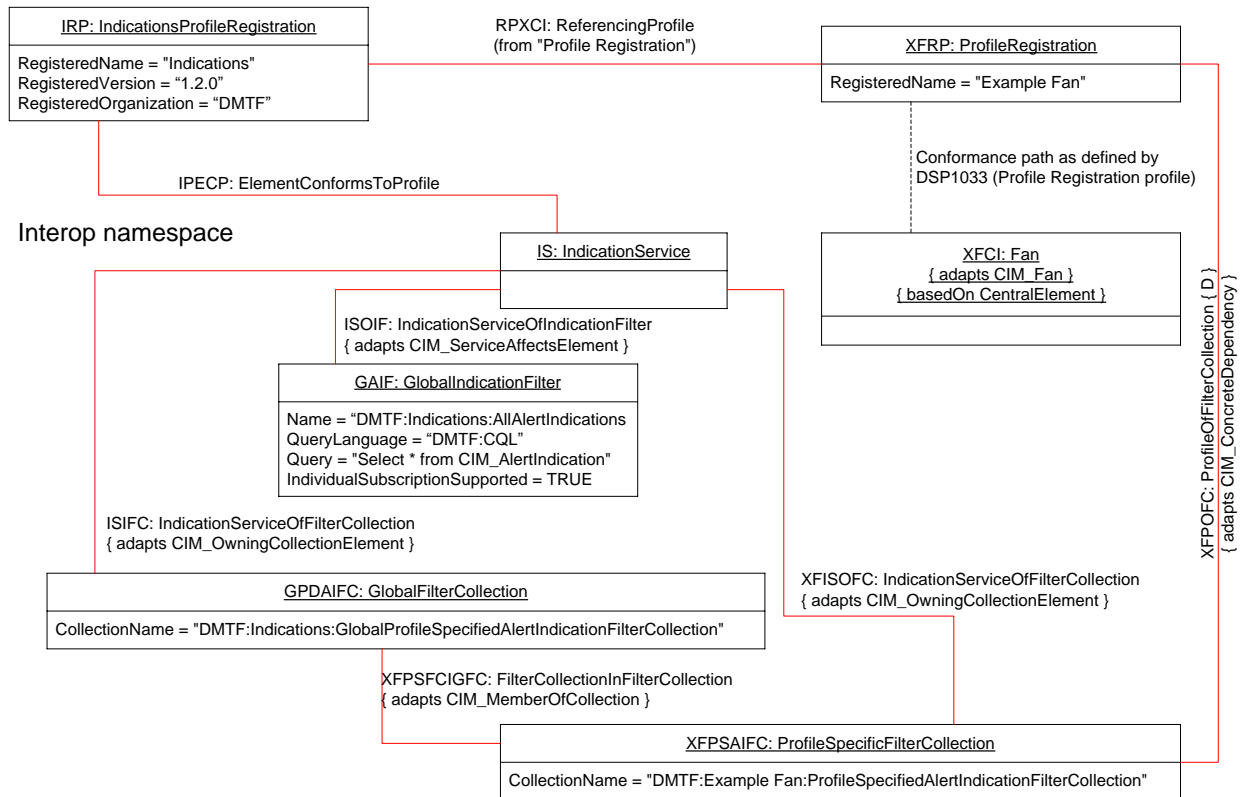 IRP: IndicationsProfileRegistration
RegisteredName = "Indications"
RegisteredVersion = “1.2.0”
RegisteredOrganization = “DMTF”
RPXCI: ReferencingProfile
(from "Profile Registration")
XFRP: ProfileRegistration
RegisteredName = "Example Fan"
IPECP: ElementConformsToProfile
Conformance path as defined by
DSP1033 (Profile Registration profile)
Interop namespace
IS: IndicationService
XFCI: Fan
{ adapts CIM_Fan }
{ basedOn CentralElement }
XFPOFC: ProfileOfFilterCollection { D }
{ adapts CIM_ConcreteDependency }
ISOIF: IndicationServiceOfIndicationFilter
{ adapts CIM_ServiceAffectsElement }
GAIF: GlobalIndicationFilter
Name = “DMTF:Indications:AllAlertIndications
QueryLanguage = “DMTF:CQL”
Query = "Select * from CIM_AlertIndication"
IndividualSubscriptionSupported = TRUE
ISIFC: IndicationServiceOfFilterCollection
{ adapts CIM_OwningCollectionElement }
XFISOFC: IndicationServiceOfFilterCollection
{ adapts CIM_OwningCollectionElement }
GPDAIFC: GlobalFilterCollection
CollectionName = "DMTF:Indications:GlobalProfileSpecifiedAlertIndicationFilterCollection"
XFPSFCIGFC: FilterCollectionInFilterCollection
{ adapts CIM_MemberOfCollection }
XFPSAIFC: ProfileSpecificFilterCollection
CollectionName = "DMTF:Example Fan:ProfileSpecifiedAlertIndicationFilterCollection"